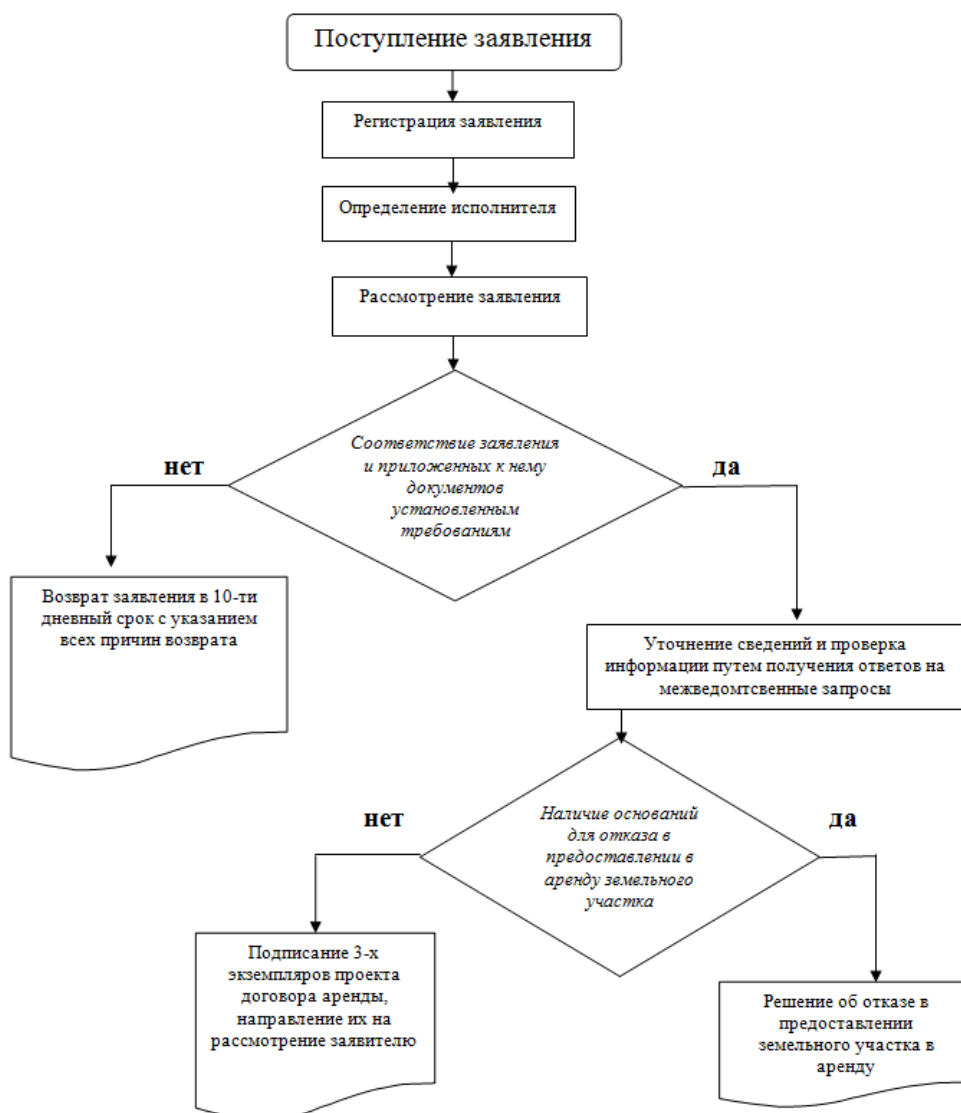 Поступление заявления
Регистрация заявления
Определение исполнителя
Рассмотрение заявления
Соответствие заявления
и приложенных к нему
документов
установленным
требованиям
нет
да
Возврат заявления в 10-ти
дневный срок с указанием
всех причин возврата
Уточнение сведений и проверка
информации путем получения ответов на
межведомтсвенные запросы
Наличие оснований
для отказа в
предоставлении в
аренду земельного
участка
нет
да
Подписание 3-х
экземпляров проекта
договора аренды,
направление их на
рассмотрение заявителю
Решение об отказе в
предоставлении
земельного участка в
аренду